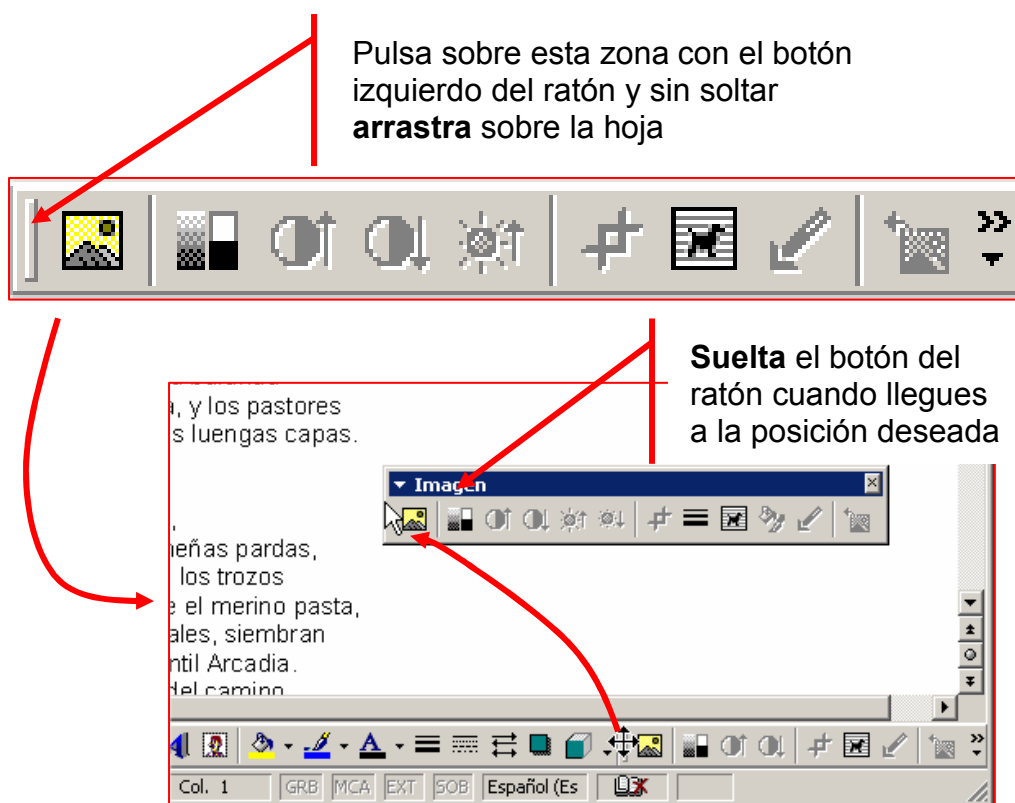 Pulsa sobre esta zona con el botón
izquierdo del ratón y sin soltar
arrastra sobre la hoja
Suelta el botón del
ratón cuando llegues
a la posición deseada
, y los pastores
s luengas capas.
Imagen
,
eñas pardas,
los trozos
e el merino pasta,
ales, siembran
ntil Arcadia.
del camino
Col. 1 GRB MCA EXT SOB Español (Es